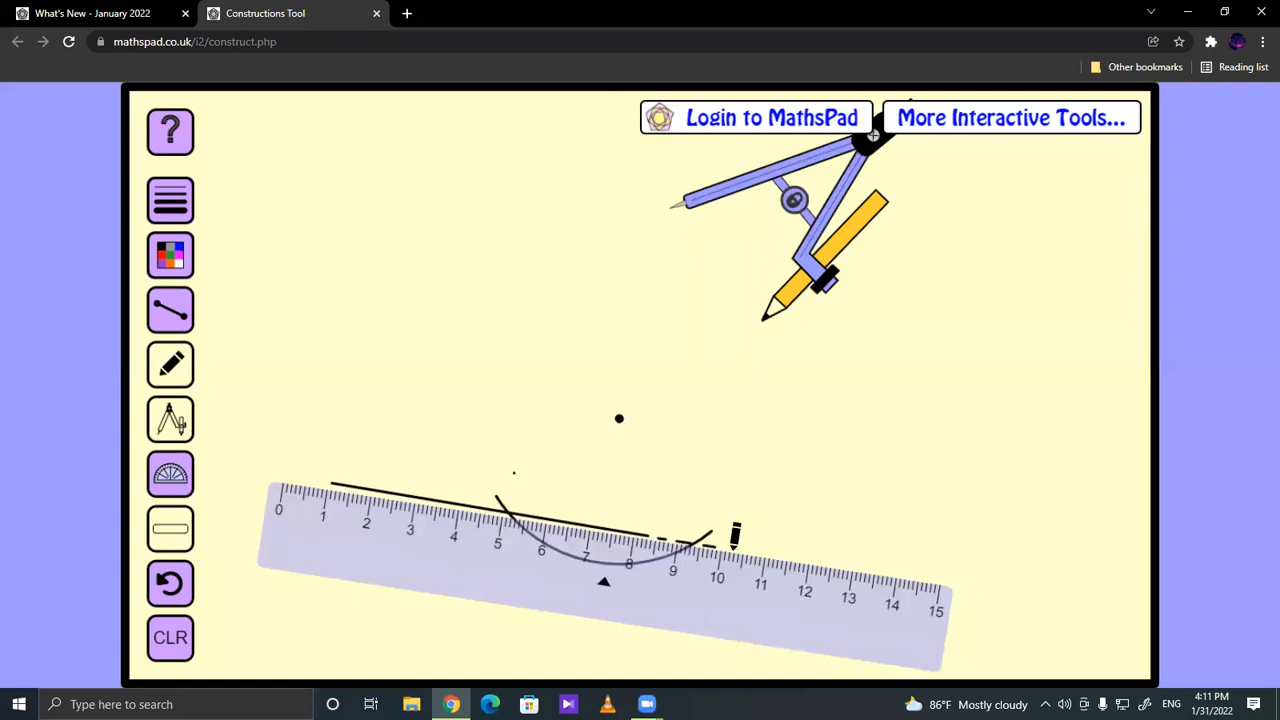 What's New - January 2022
Constructions Tool
mathspad.co.uk/i2/construct.php
Other bookmarks
Reading list
?
Login to MathsPad
More Interactive Tools...
0 1 2 3 4 5 6 7 8 9 10 11 12 13 14 15
CLR
Type here to search
86°F Mostly cloudy
4:11 PM
1/31/2022